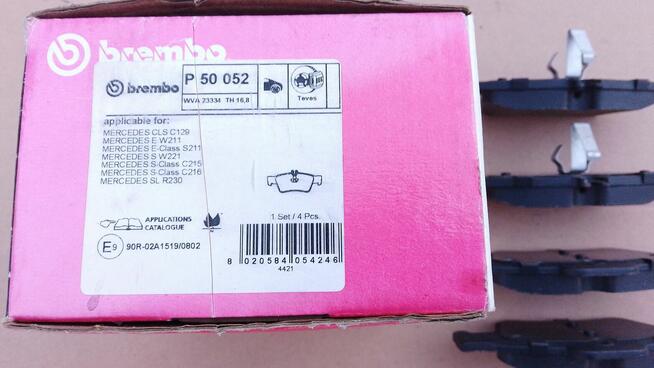 brembo
brembo P 50 052
WVA 23334 TH 16,8
Teves
applicable for:
MERCEDES CLS C129
MERCEDES E W211
MERCEDES E-Class S211
MERCEDES S W221
MERCEDES S-Class C215
MERCEDES S-Class C216
MERCEDES SL R230
APPLICATIONS
CATALOGUE
1 Set / 4 Pcs.
E9 90R-02A1519/0802
8 020584 054246
4421